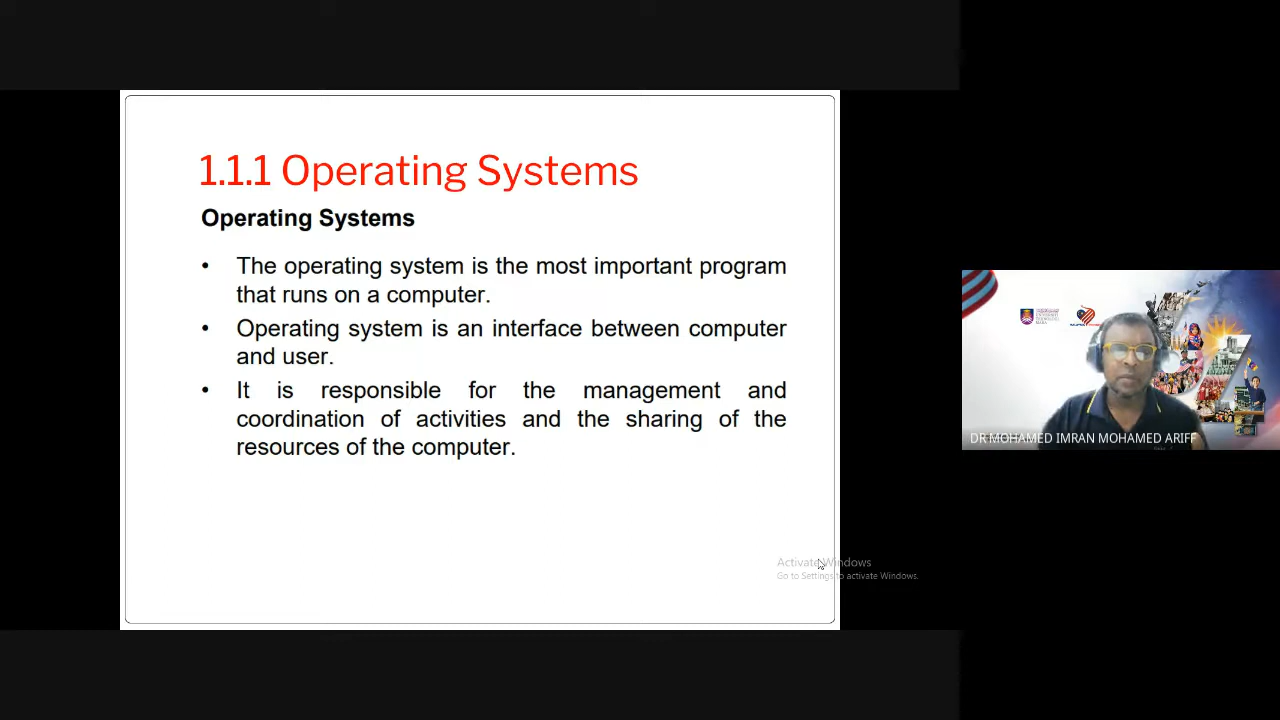 1.1.1 Operating Systems
Operating Systems
• The operating system is the most important program
that runs on a computer.
• Operating system is an interface between computer
and user.
• It is responsible for the management and
coordination of activities and the sharing of the
resources of the computer.
Activate Windows
Go to Settings to activate Windows.
UNIVERSITI
TEKNOLOGI
MARA
DR MOHAMED IMRAN MOHAMED ARIFF